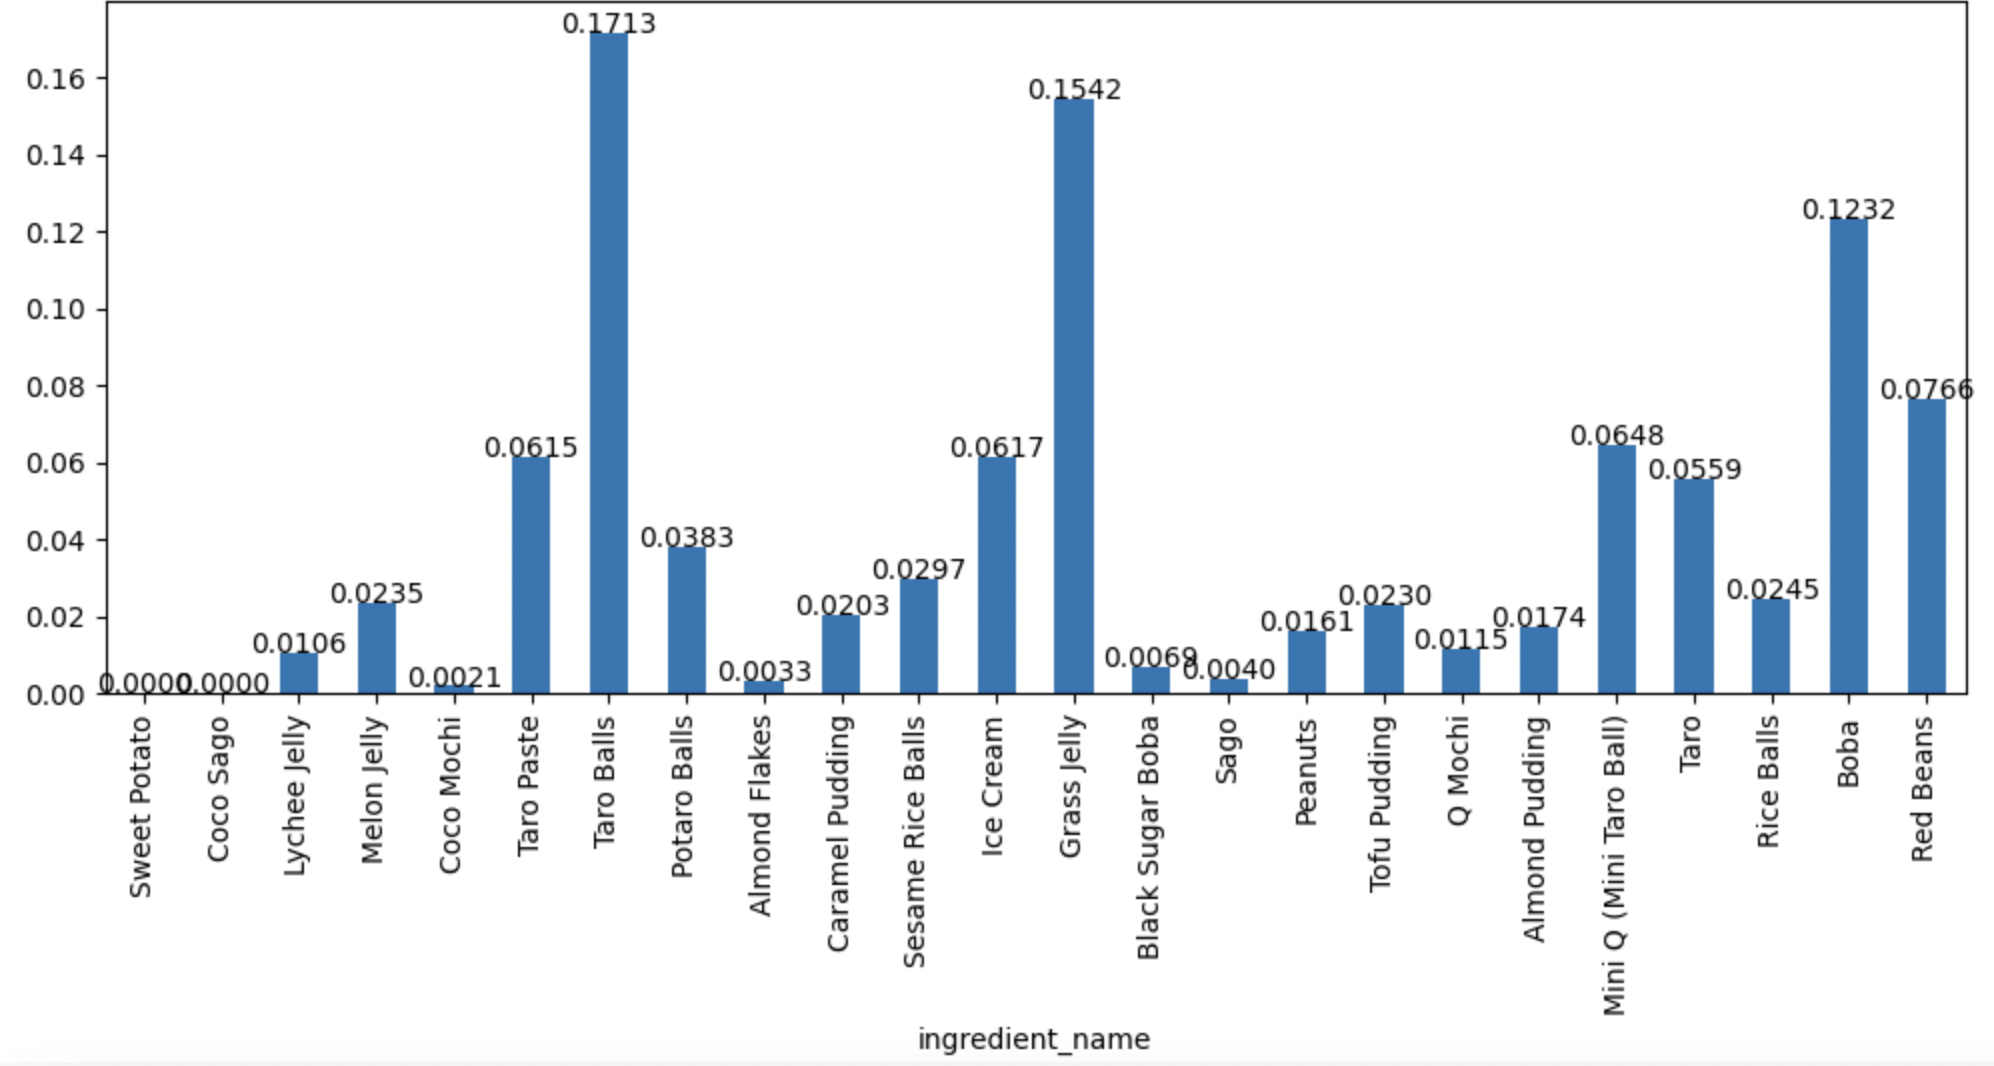 0.16
0.14
0.12
0.10
0.08
0.06
0.04
0.02
0.00
0.0000
0.0000
0.0106
0.0235
0.0021
0.0615
0.1713
0.0383
0.0033
0.0203
0.0297
0.0617
0.1542
0.0069
0.0040
0.0161
0.0230
0.0115
0.0174
0.0648
0.0559
0.0245
0.1232
0.0766
Sweet Potato
Coco Sago
Lychee Jelly
Melon Jelly
Coco Mochi
Taro Paste
Taro Balls
Potaro Balls
Almond Flakes
Caramel Pudding
Sesame Rice Balls
Ice Cream
Grass Jelly
Black Sugar Boba
Sago
Peanuts
Tofu Pudding
Q Mochi
Almond Pudding
Mini Q (Mini Taro Ball)
Taro
Rice Balls
Boba
Red Beans
ingredient_name